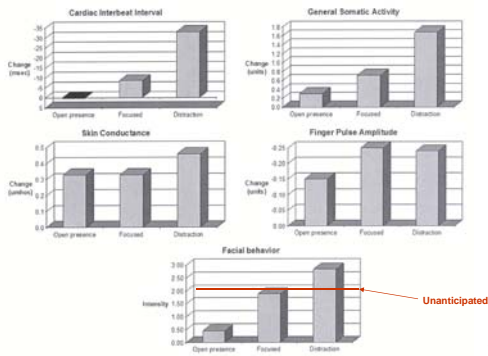 Cardiac Interbeat Interval
Change
(msec)
-35
-30
-25
-20
-15
-10
-5
0
5
Open presence Focused Distraction
General Somatic Activity
Change
(units)
1.8
1.6
1.4
1.2
1.0
0.8
0.6
0.4
0.2
0.0
Open presence Focused Distraction
Skin Conductance
Change
(umhos)
0.5
0.4
0.3
0.2
0.1
0.0
Open presence Focused Distraction
Finger Pulse Amplitude
Change
(units)
-0.25
-0.20
-0.15
-0.10
-0.05
Open presence Focused Distraction
Facial behavior
Intensity
3.00
2.50
2.00
1.50
1.00
0.50
0.00
Open presence Focused Distraction
Unanticipated